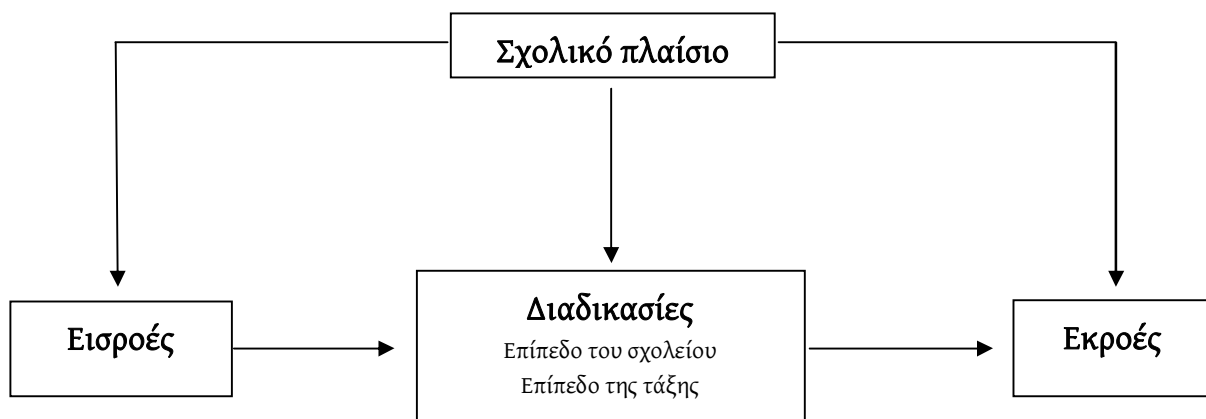 Σχολικό πλαίσιο
Εισροές
Διαδικασίες
Επίπεδο του σχολείου
Επίπεδο της τάξης
Εκροές